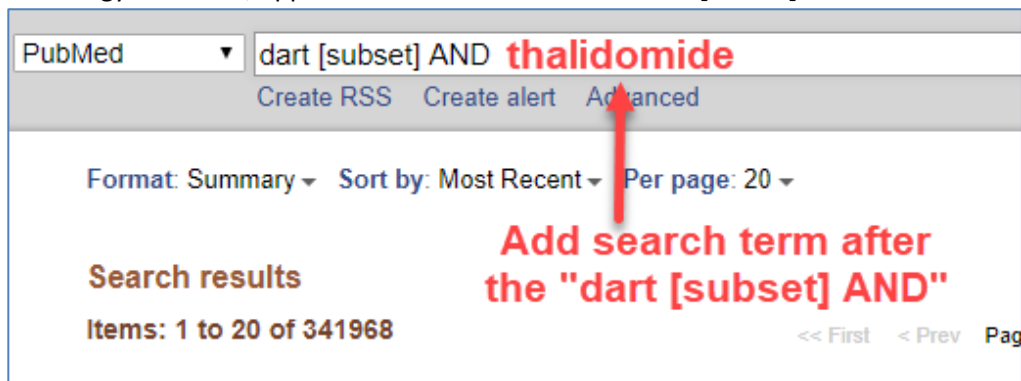 PubMed dart [subset] AND thalidomide
Create RSS Create alert Advanced
Format: Summary Sort by: Most Recent Per page: 20
Add search term after
the "dart [subset] AND"
Search results
Items: 1 to 20 of 341968
<< First < Prev Pag